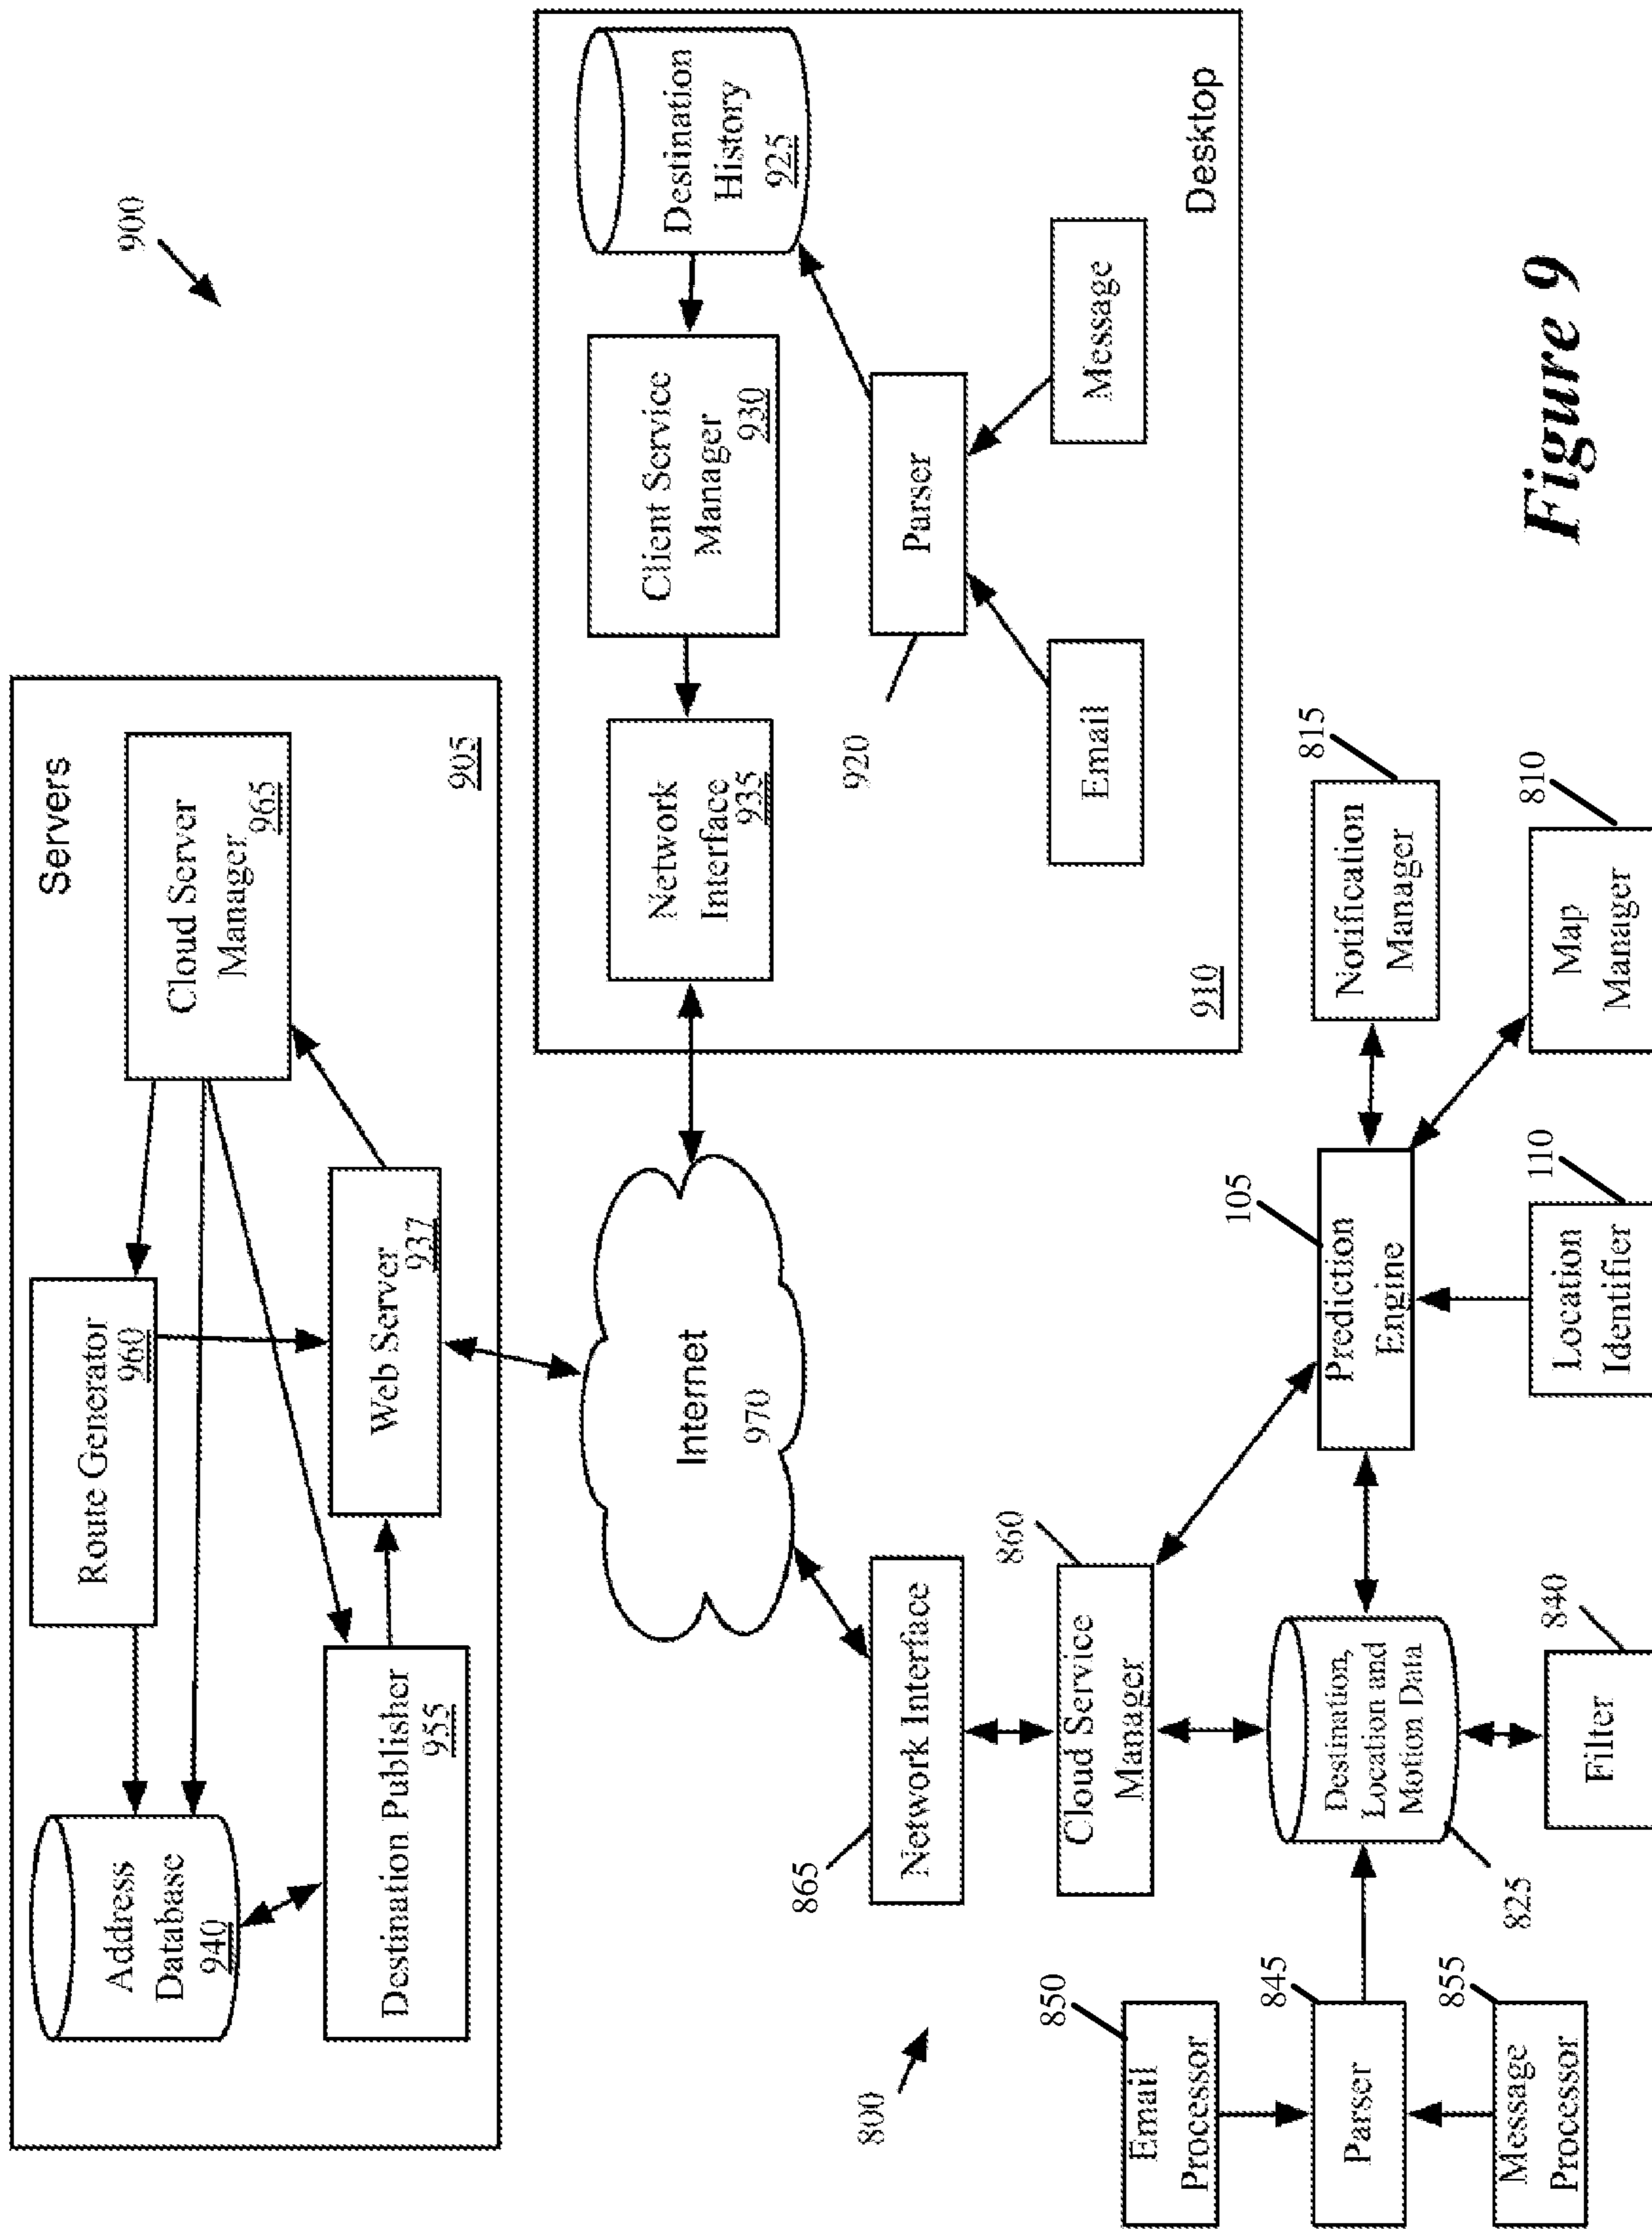 900
Servers
Address
Database
940
Route Generator
960
Cloud Server
Manager
965
Destination Publisher
955
Web Server
937
905
Internet
970
Network
Interface
935
Client Service
Manager
930
Destination
History
925
920
Parser
Email
Message
910
Desktop
800
865
Network Interface
860
Cloud Service
Manager
850
Email
Processor
845
Parser
855
Message
Processor
Destination,
Location and
Motion Data
825
840
Filter
105
Prediction
Engine
110
Location
Identifier
815
Notification
Manager
810
Map
Manager
Figure 9